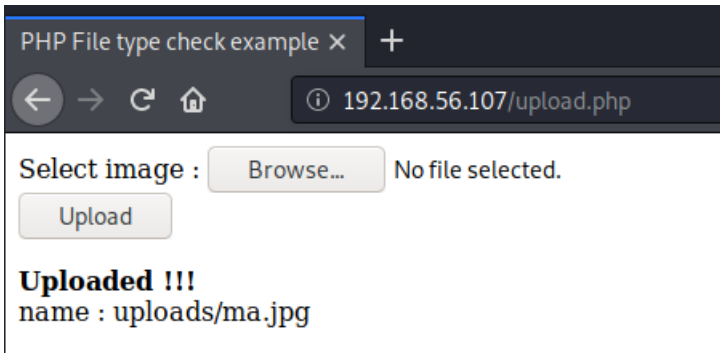 PHP File type check example × +
192.168.56.107/upload.php
Select image : Browse... No file selected.
Upload
Uploaded !!!
name : uploads/ma.jpg